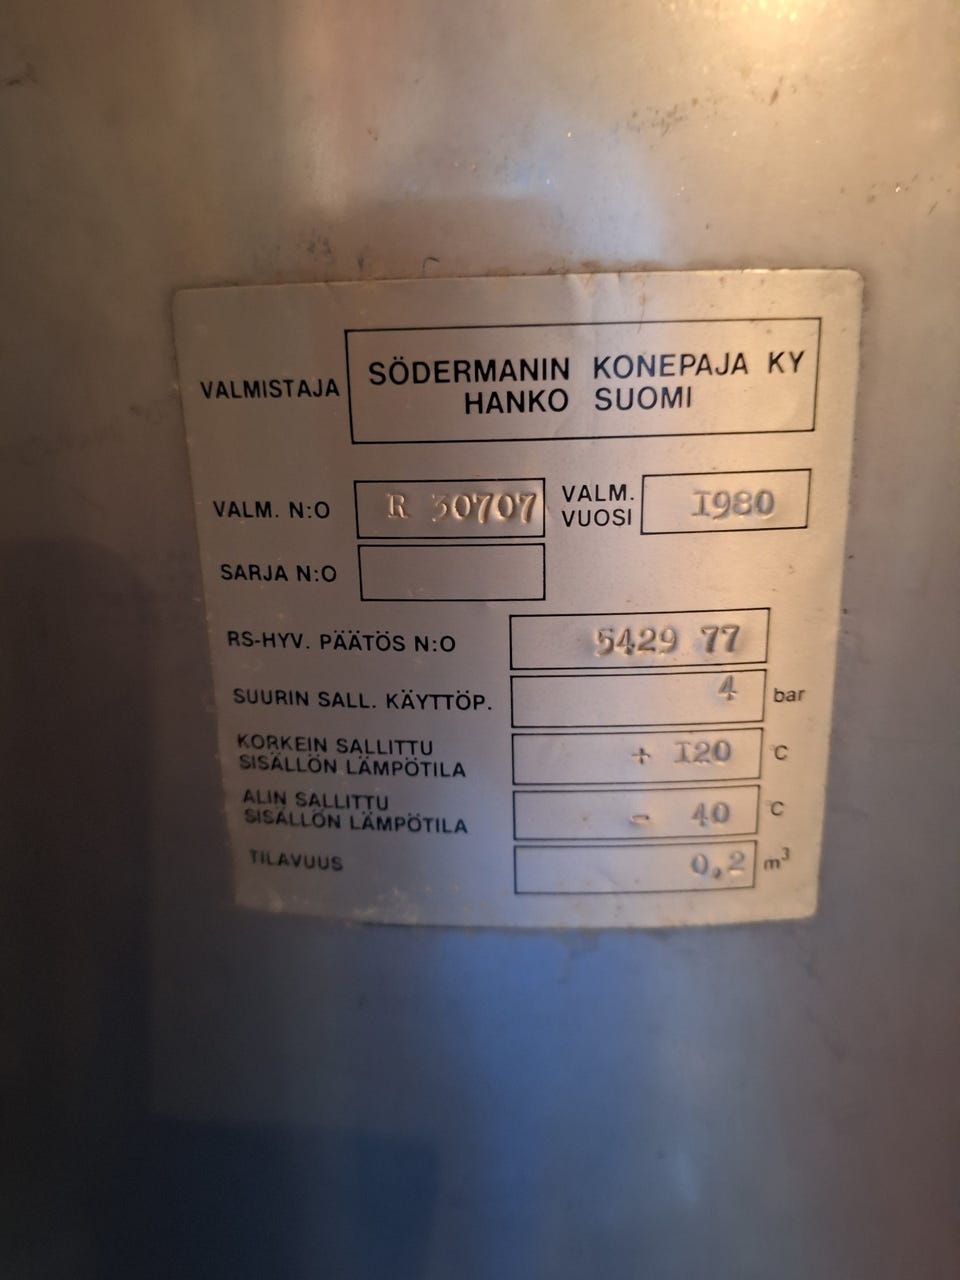 VALMISTAJA
SÖDERMANIN KONEPAJA KY
HANKO SUOMI
VALM. N:O R 30707
VALM. VUOSI 1980
SARJA N:O
RS-HYV. PÄÄTÖS N:O 5429 77
SUURIN SALL. KÄYTTÖP. 4 bar
KORKEIN SALLITTU
SISÄLLÖN LÄMPÖTILA + 120 °C
ALIN SALLITTU
SISÄLLÖN LÄMPÖTILA - 40 °C
TILAVUUS 0,2 m³